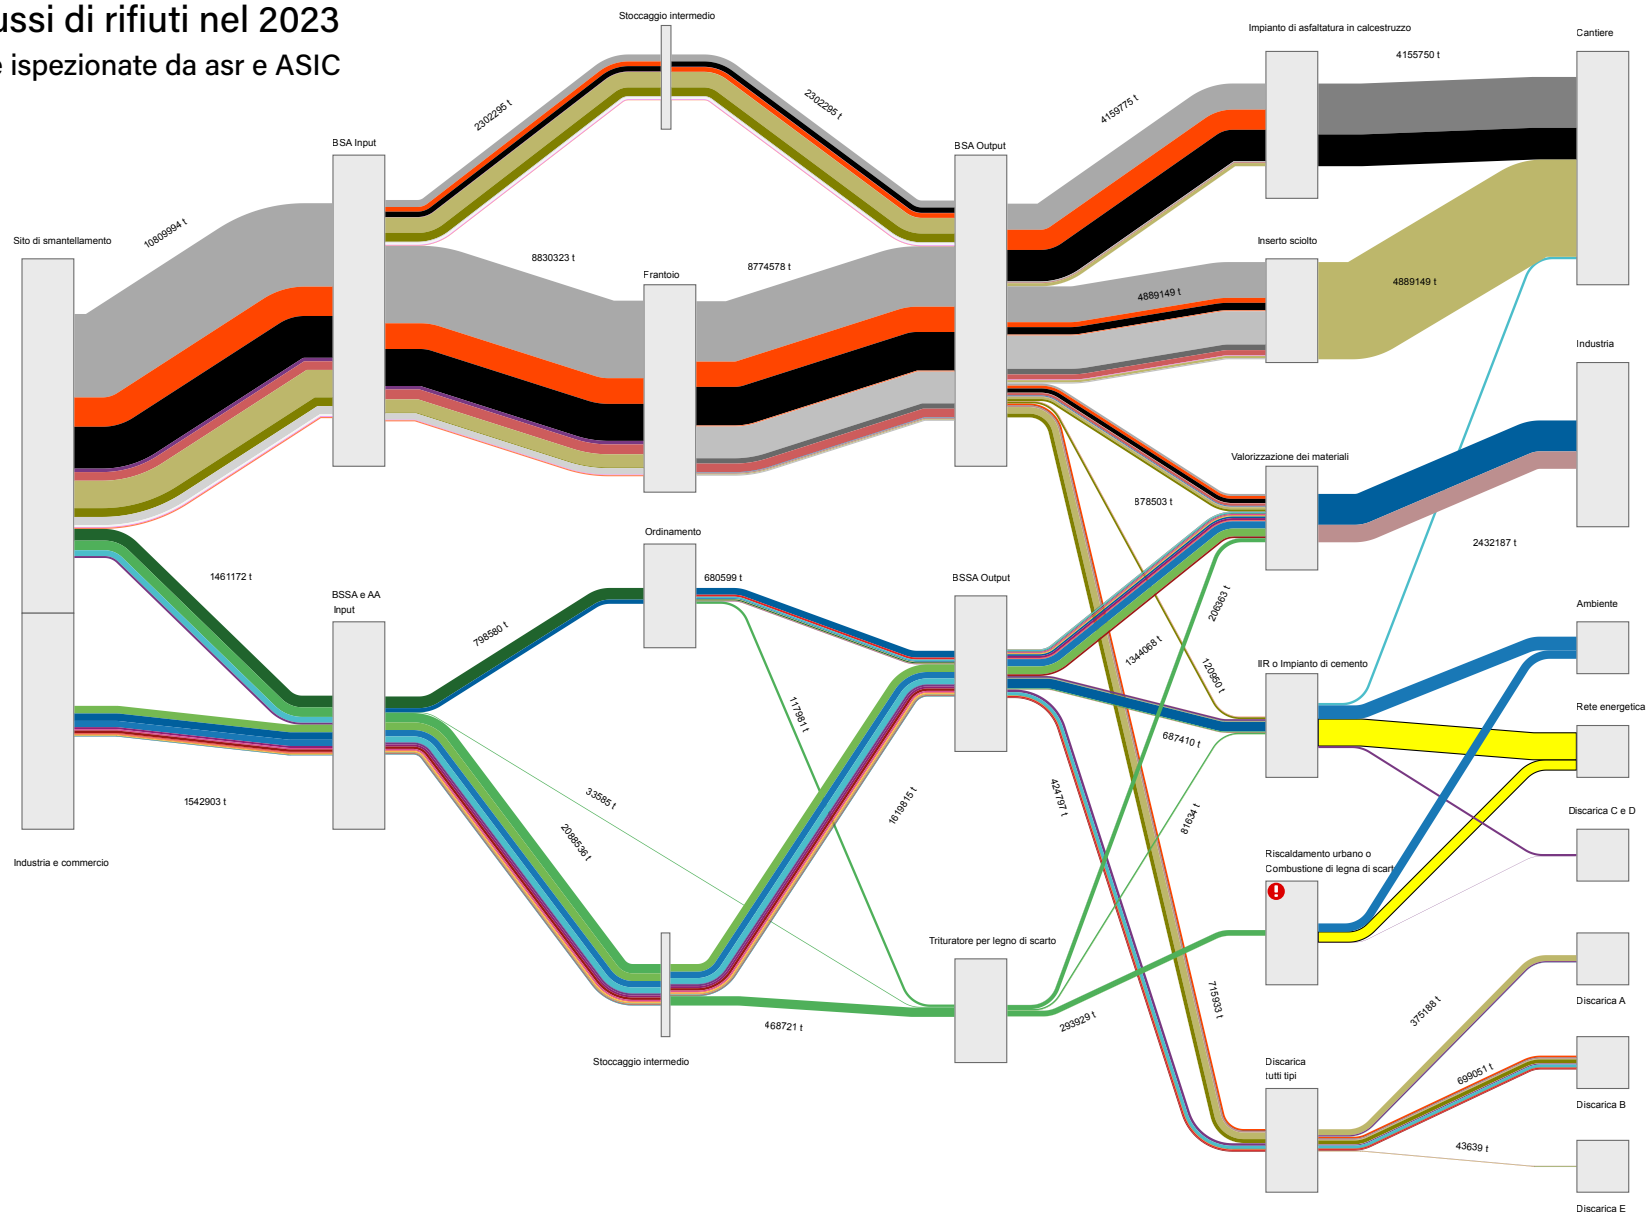 ussi di rifiuti nel 2023
e ispezionate da asr e ASIC
Stoccaggio intermedio
Impianto di asfaltatura in calcestruzzo
Cantiere
4155750 t
2302295 t
2302295 t
4159775 t
BSA Input
BSA Output
Sito di smantellamento
10809994 t
8830323 t
Frantoio
8774578 t
Inserto sciolto
4889149 t
4889149 t
Industria
Valorizzazione dei materiali
878503 t
2432187 t
Ordinamento
1461172 t
680599 t
BSSA e AA
Input
BSSA Output
206363 t
Ambiente
798580 t
1344068 t
120950 t
IIR o Impianto di cemento
Rete energetica
117981 t
687410 t
1542903 t
33585 t
1619815 t
424797 t
81634 t
Discarica C e D
2088536 t
Industria e commercio
Riscaldamento urbano o
Combustione di legna di scart
Trituratore per legno di scarto
715933 t
293929 t
468721 t
375188 t
Discarica A
Stoccaggio intermedio
Discarica
tutti tipi
699051 t
Discarica B
43639 t
Discarica E